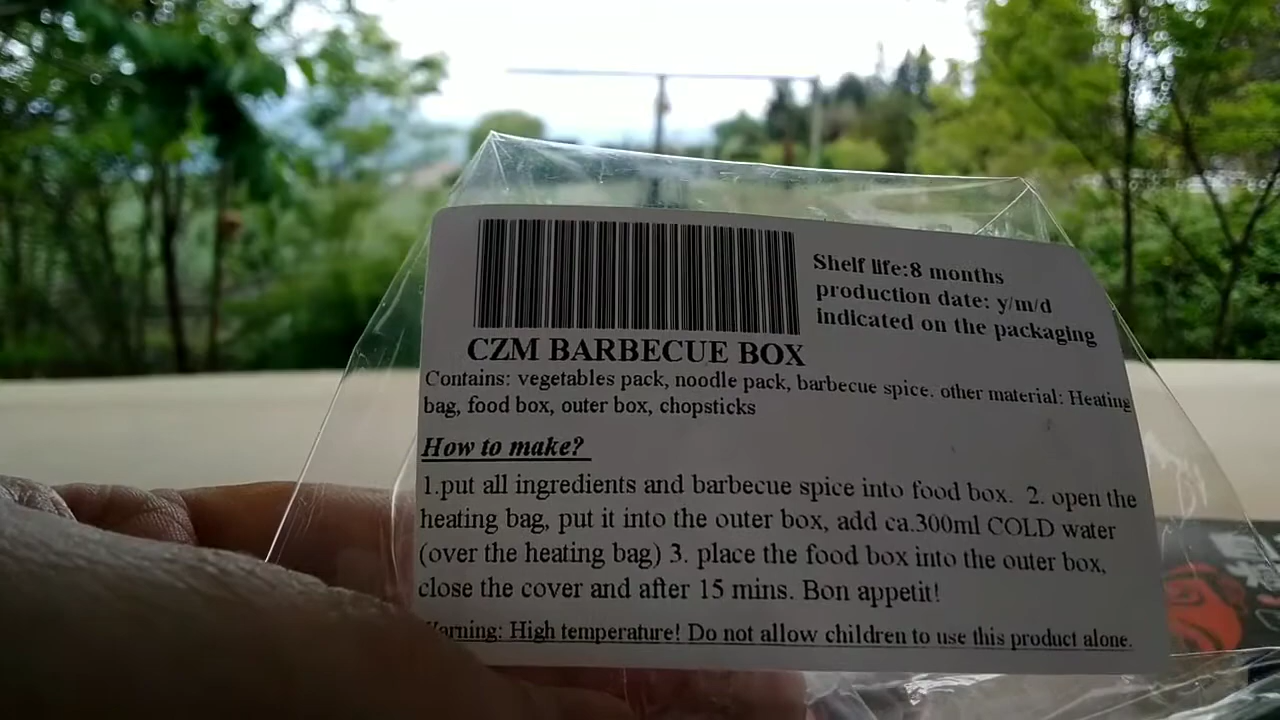 Shelf life:8 months
production date: y/m/d
indicated on the packaging
CZM BARBECUE BOX
Contains: vegetables pack, noodle pack, barbecue spice. other material: Heating
bag, food box, outer box, chopsticks
How to make?
1.put all ingredients and barbecue spice into food box. 2. open the
heating bag, put it into the outer box, add ca.300ml COLD water
(over the heating bag) 3. place the food box into the outer box,
close the cover and after 15 mins. Bon appetit!
Warning: High temperature! Do not allow children to use this product alone.